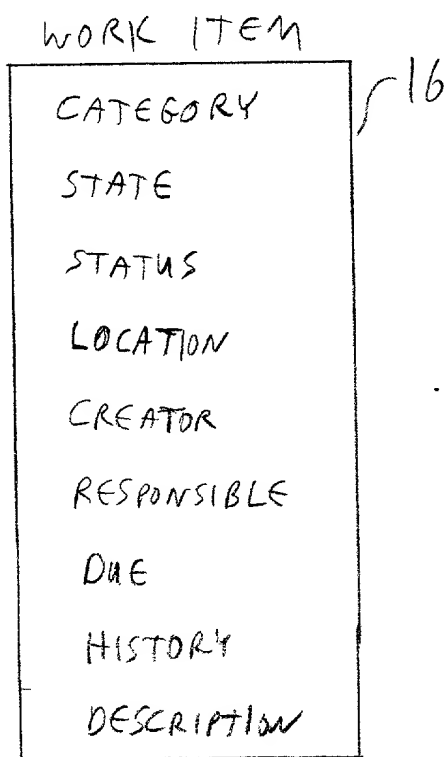 WORK ITEM
16
CATEGORY
STATE
STATUS
LOCATION
CREATOR
RESPONSIBLE
DUE
HISTORY
DESCRIPTION